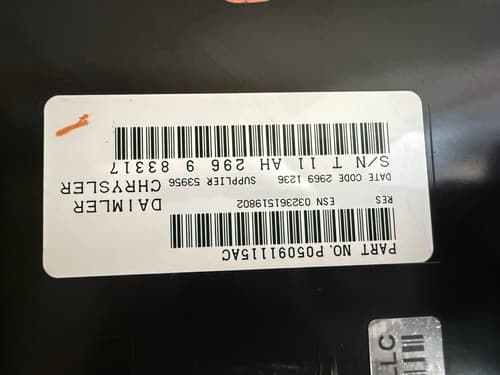 PART NO. P05091115AC
RES ESN 032361519802
DAIMLER
CHRYSLER
DATE CODE 2969 1236 SUPPLIER 53956
S/N T 11 AH 296 9 83317
LLC